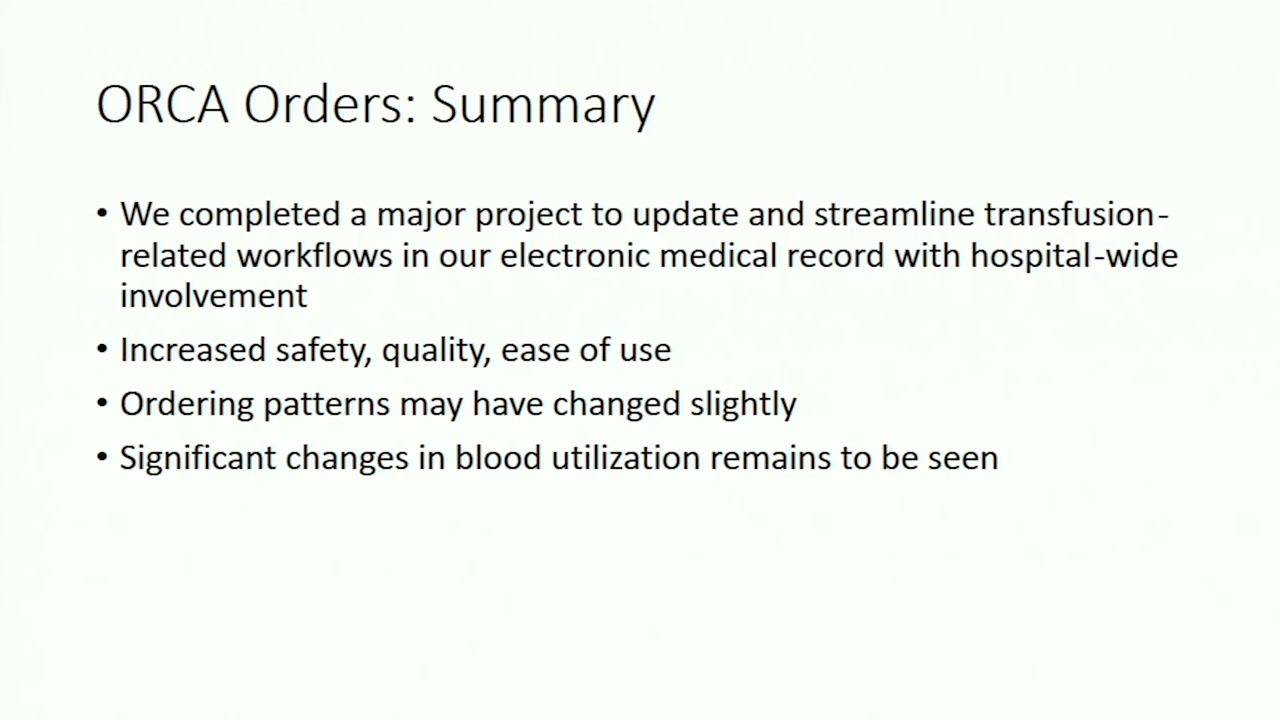 ORCA Orders: Summary
• We completed a major project to update and streamline transfusion-
related workflows in our electronic medical record with hospital-wide
involvement
• Increased safety, quality, ease of use
• Ordering patterns may have changed slightly
• Significant changes in blood utilization remains to be seen